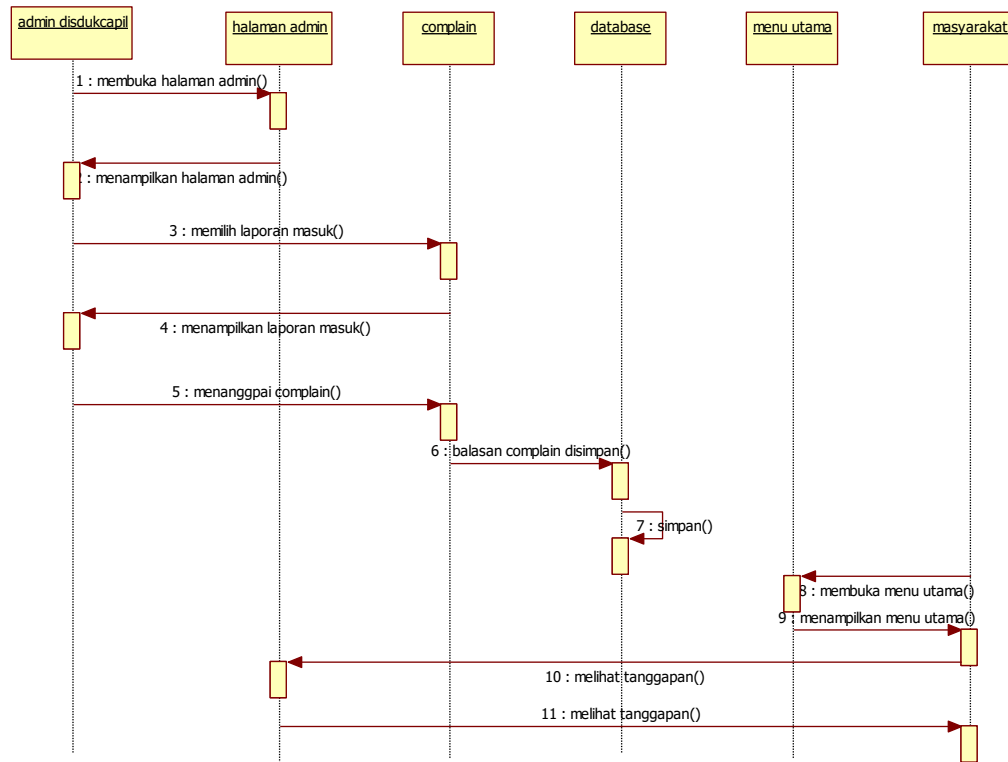 admin disdukcapil
halaman admin
complain
database
menu utama
masyarakat
1 : membuka halaman admin()
2 : menampilkan halaman admin()
3 : memilih laporan masuk()
4 : menampilkan laporan masuk()
5 : menanggpai complain()
6 : balasan complain disimpan()
7 : simpan()
8 : membuka menu utama()
9 : menampilkan menu utama()
10 : melihat tanggapan()
11 : melihat tanggapan()